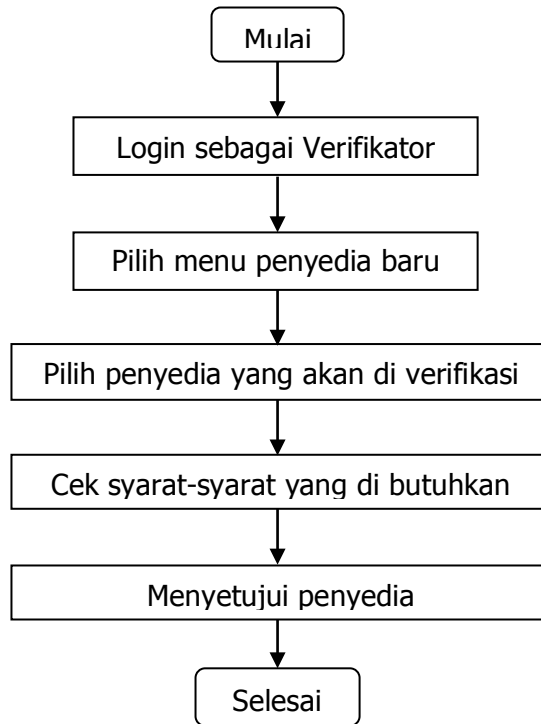 Mulai
Login sebagai Verifikator
Pilih menu penyedia baru
Pilih penyedia yang akan di verifikasi
Cek syarat-syarat yang di butuhkan
Menyetujui penyedia
Selesai